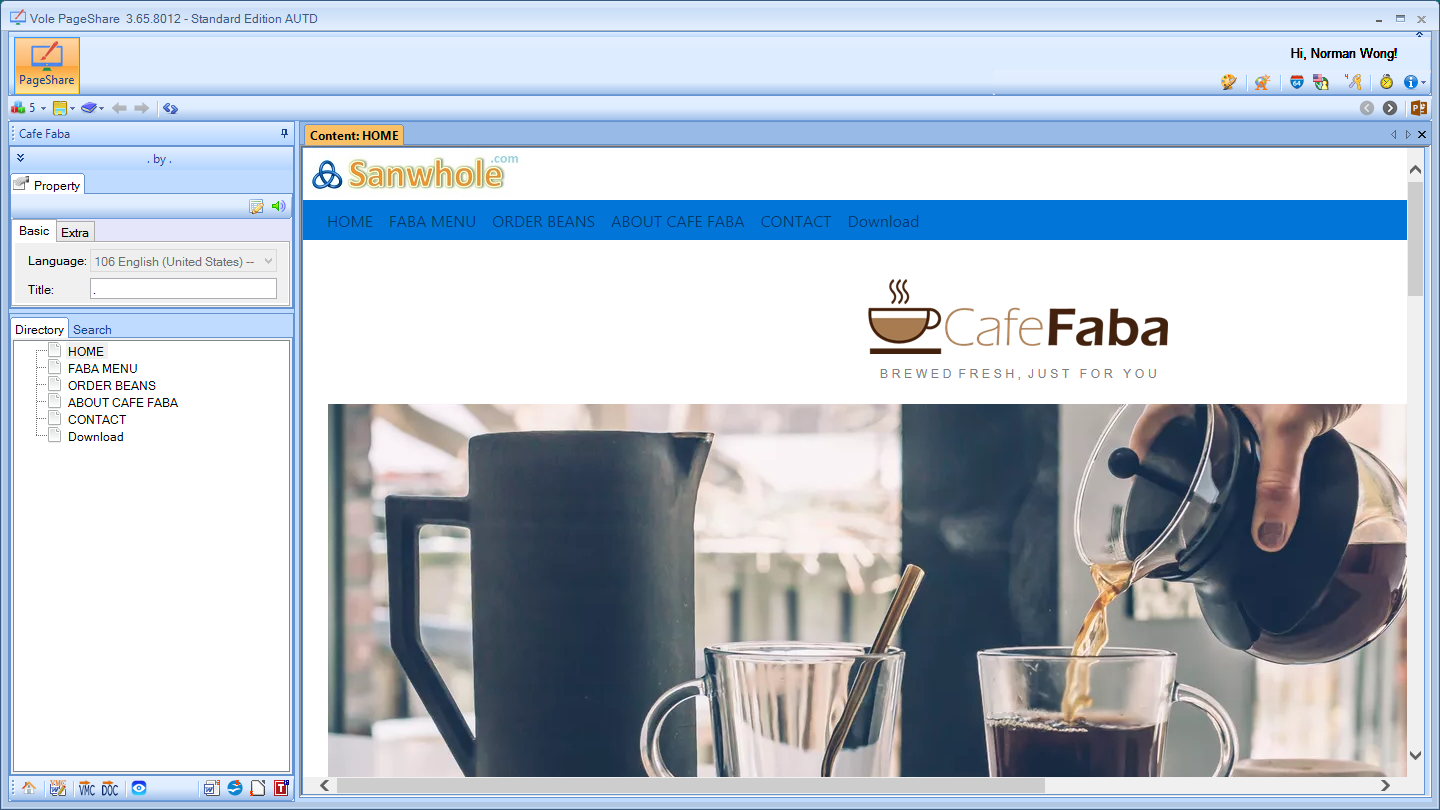 Vole PageShare 3.65.8012 - Standard Edition AUTD
Hi, Norman Wong!
PageShare
5
Cafe Faba
. by .
Property
Basic
Extra
Language:
106 English (United States) --
Title:
.
Directory
Search
HOME
FABA MENU
ORDER BEANS
ABOUT CAFE FABA
CONTACT
Download
VMC
DOC
Content: HOME
Sanwhole.com
HOME FABA MENU ORDER BEANS ABOUT CAFE FABA CONTACT Download
CafeFaba
BREWED FRESH, JUST FOR YOU